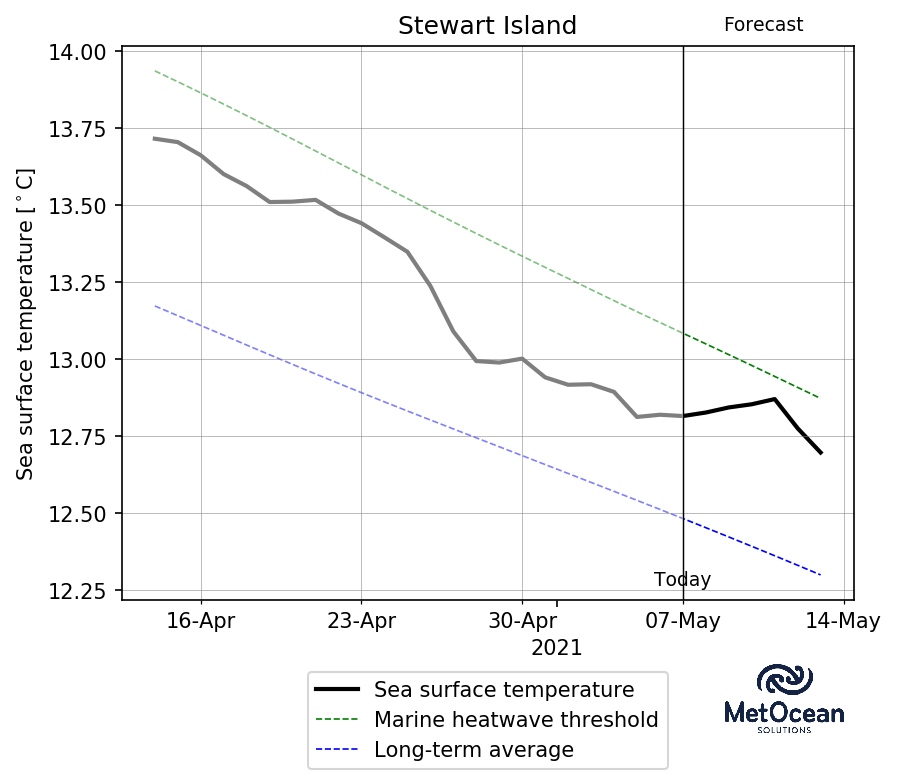 Stewart Island
Forecast
Sea surface temperature [°C]
14.00
13.75
13.50
13.25
13.00
12.75
12.50
12.25
Today
16-Apr
23-Apr
30-Apr
07-May
14-May
2021
Sea surface temperature
Marine heatwave threshold
Long-term average
MetOcean
SOLUTIONS